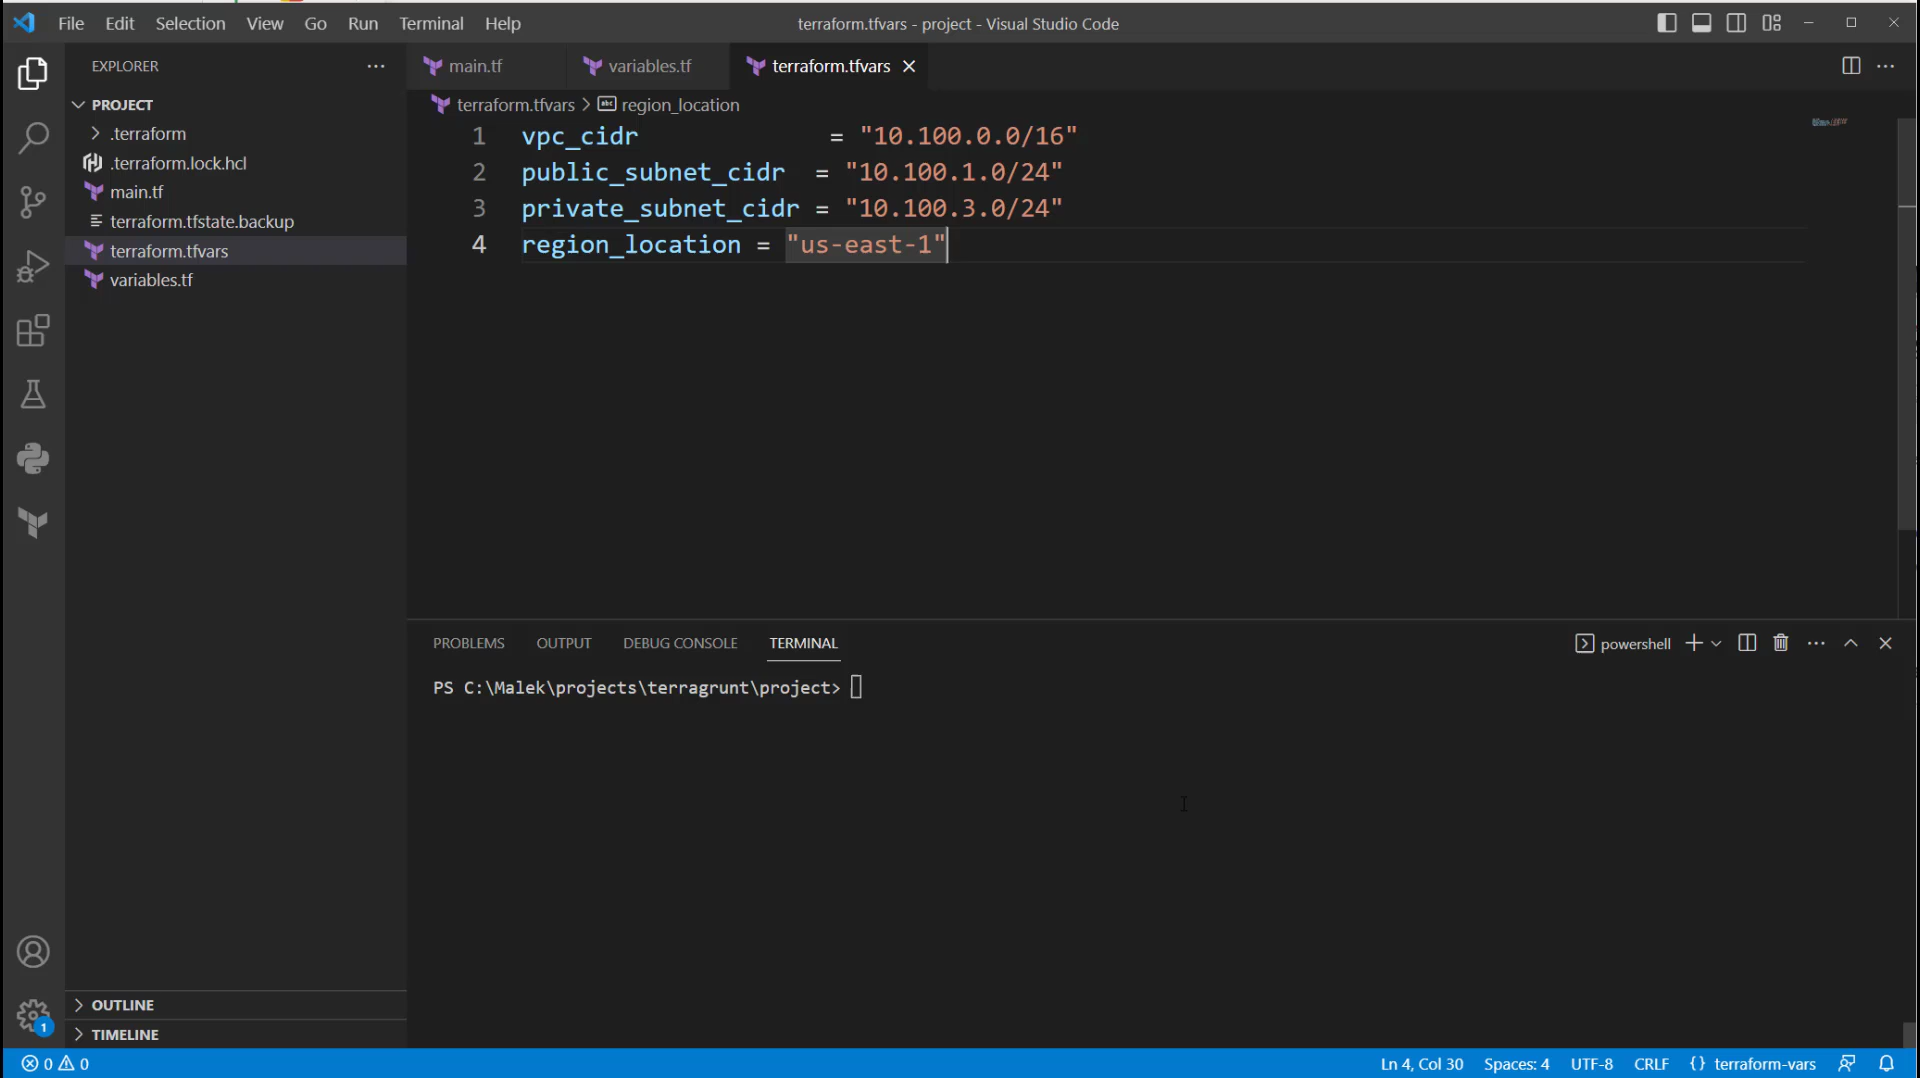 File Edit Selection View Go Run Terminal Help
terraform.tfvars - project - Visual Studio Code
EXPLORER
PROJECT
.terraform
.terraform.lock.hcl
main.tf
terraform.tfstate.backup
terraform.tfvars
variables.tf
OUTLINE
TIMELINE
1
main.tf variables.tf terraform.tfvars
terraform.tfvars > region_location
1 vpc_cidr = "10.100.0.0/16"
2 public_subnet_cidr = "10.100.1.0/24"
3 private_subnet_cidr = "10.100.3.0/24"
4 region_location = "us-east-1"
PROBLEMS OUTPUT DEBUG CONSOLE TERMINAL
powershell
PS C:\Malek\projects\terragrunt\project>
0 0
Ln 4, Col 30 Spaces: 4 UTF-8 CRLF {} terraform-vars